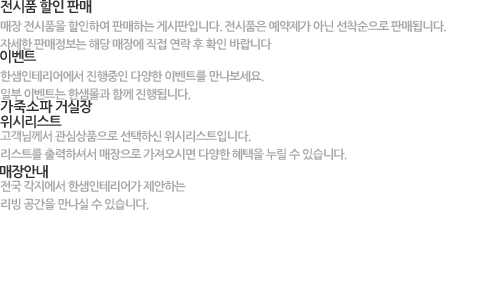 전시품 할인 판매
매장 전시품을 할인하여 판매하는 게시판입니다. 전시품은 예약제가 아닌 선착순으로 판매됩니다.
자세한 판매정보는 해당 매장에 직접 연락 후 확인 바랍니다
이벤트
한샘인테리어에서 진행중인 다양한 이벤트를 만나보세요.
일부 이벤트는 한샘몰과 함께 진행됩니다.
가죽소파 거실장
위시리스트
고객님께서 관심상품으로 선택하신 위시리스트입니다.
리스트를 출력하셔서 매장으로 가져오시면 다양한 혜택을 누릴 수 있습니다.
매장안내
전국 각지에서 한샘인테리어가 제안하는
리빙 공간을 만나실 수 있습니다.